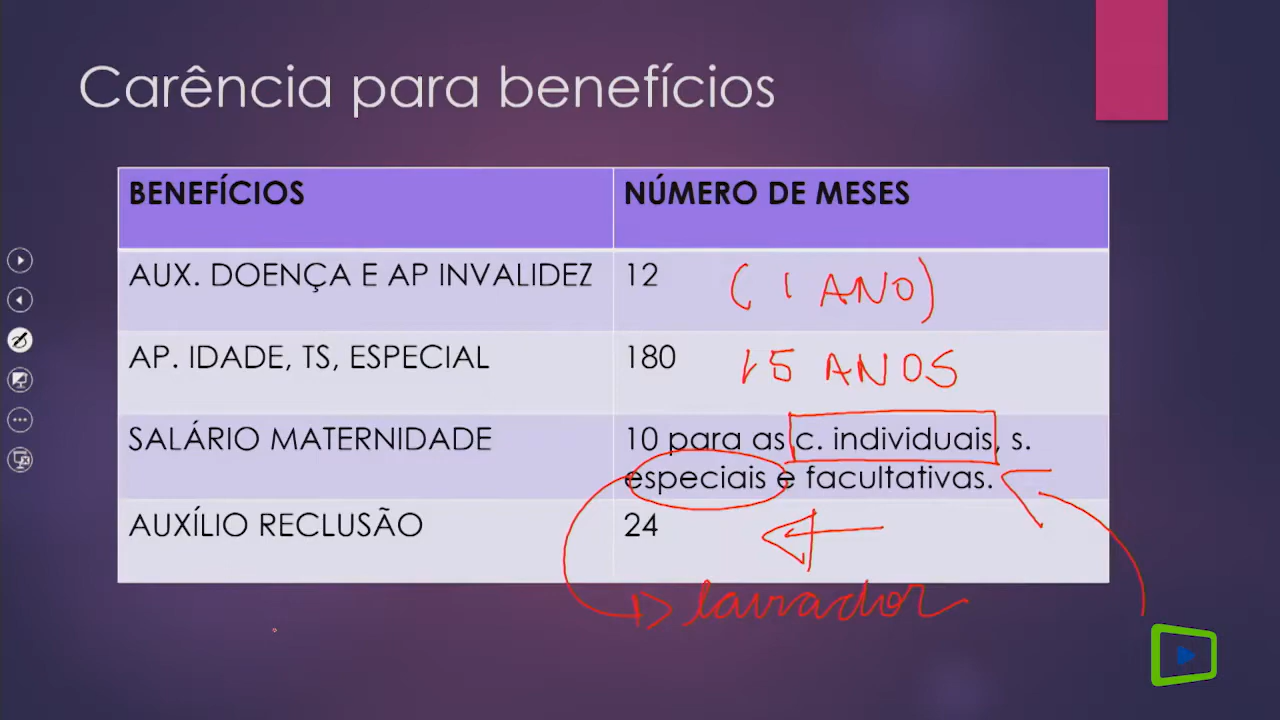 Carência para benefícios
BENEFÍCIOS
NÚMERO DE MESES
AUX. DOENÇA E AP INVALIDEZ
12
(1 ANO)
AP. IDADE, TS, ESPECIAL
180
15 ANOS
SALÁRIO MATERNIDADE
10 para as c. individuais, s.
especiais e facultativas.
AUXÍLIO RECLUSÃO
24
lavrador